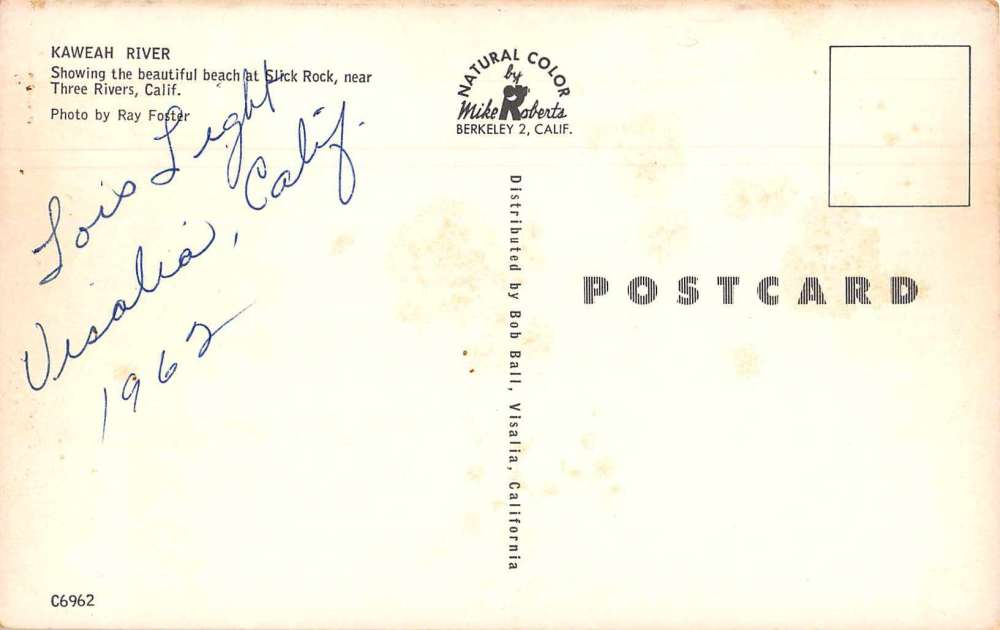 KAWEAH RIVER
Showing the beautiful beach at Slick Rock, near
Three Rivers, Calif.
Photo by Ray Foster
Lois Light
Visalia, Calif.
1962
C6962
NATURAL COLOR
by
Mike Roberts
BERKELEY 2, CALIF.
Distributed by Bob Ball, Visalia, California
POSTCARD